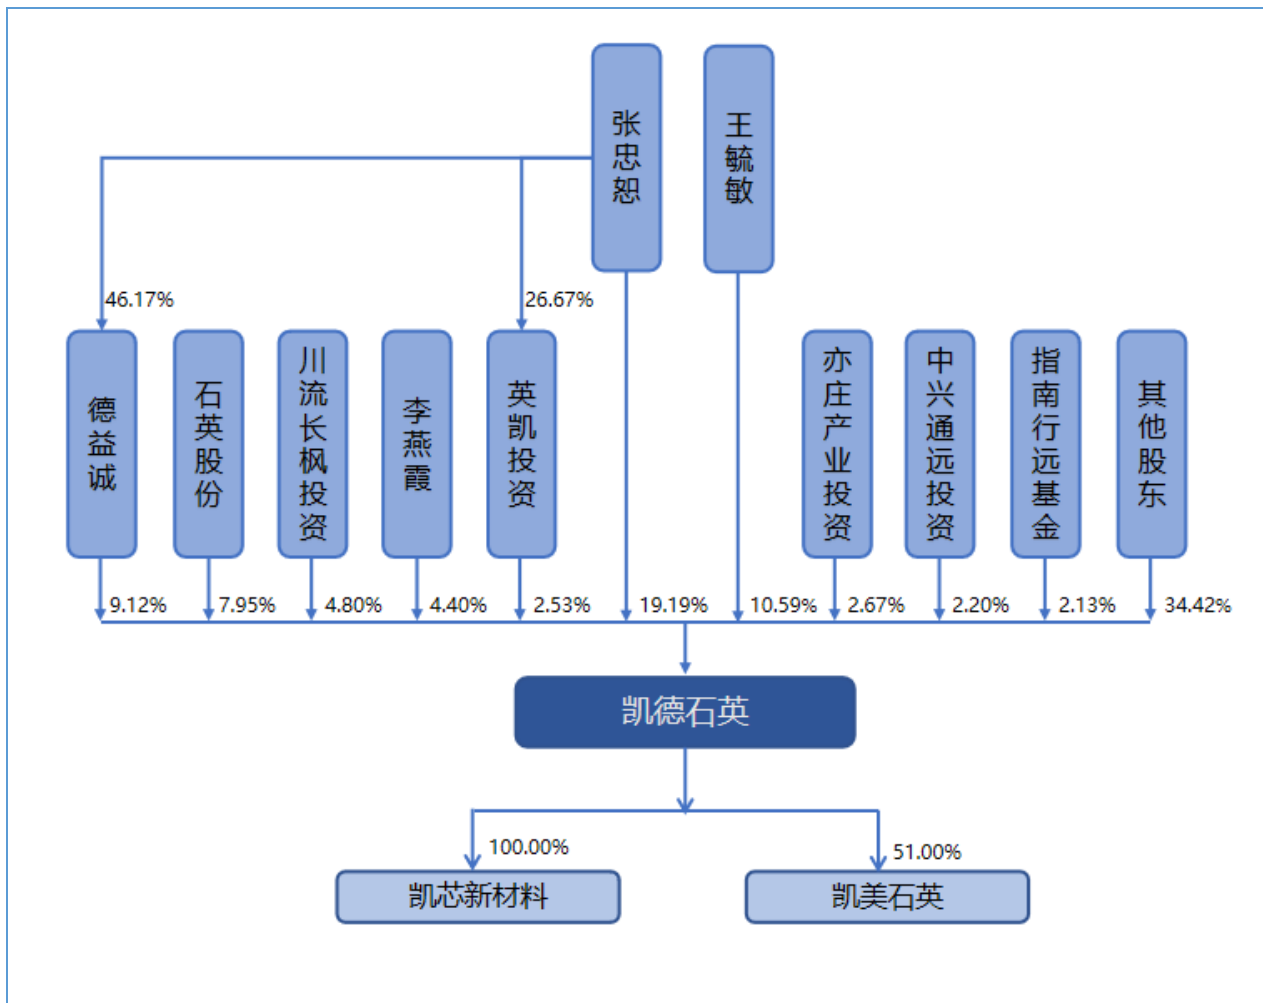 张忠恕
王毓敏
46.17%
26.67%
德益诚
石英股份
川流长枫投资
李燕霞
英凯投资
亦庄产业投资
中兴通远投资
指南行远基金
其他股东
9.12%
7.95%
4.80%
4.40%
2.53%
19.19%
10.59%
2.67%
2.20%
2.13%
34.42%
凯德石英
100.00%
51.00%
凯芯新材料
凯美石英